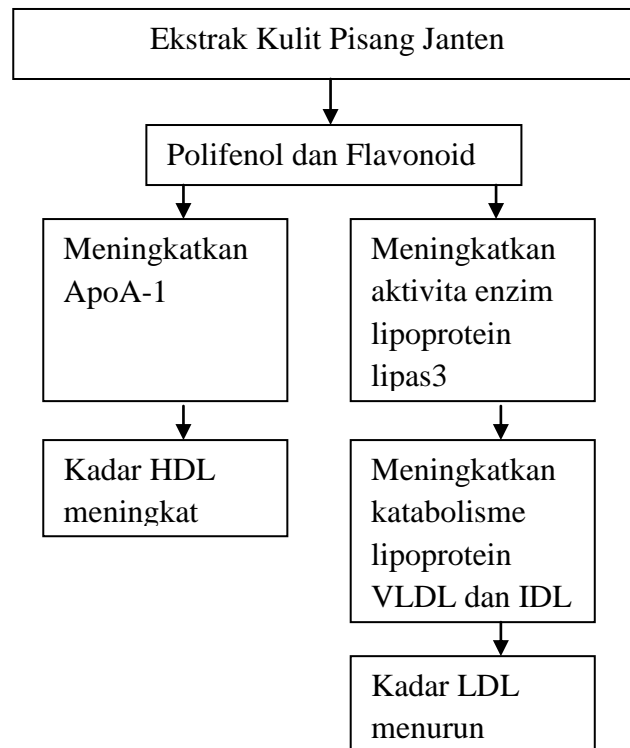 Ekstrak Kulit Pisang Janten
Polifenol dan Flavonoid
Meningkatkan
ApoA-1
Meningkatkan
aktivita enzim
lipoprotein
lipas3
Kadar HDL
meningkat
Meningkatkan
katabolisme
lipoprotein
VLDL dan IDL
Kadar LDL
menurun